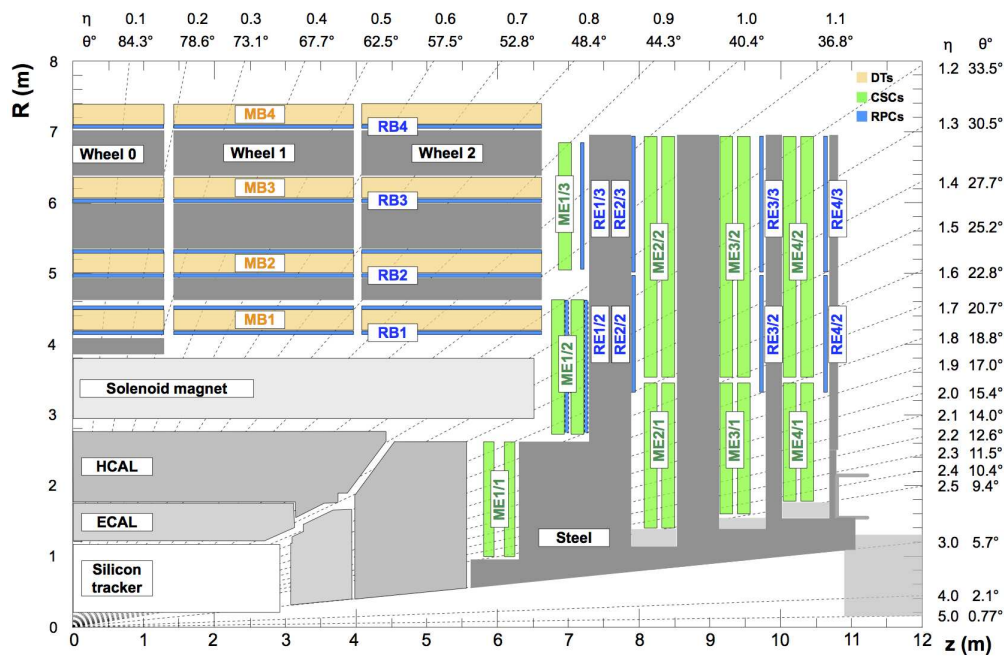 η 0.1 0.2 0.3 0.4 0.5 0.6 0.7 0.8 0.9 1.0 1.1
θ° 84.3° 78.6° 73.1° 67.7° 62.5° 57.5° 52.8° 48.4° 44.3° 40.4° 36.8° η θ°
R (m)
8
7
6
5
4
3
2
1
0
1.2 33.5°
1.3 30.5°
1.4 27.7°
1.5 25.2°
1.6 22.8°
1.7 20.7°
1.8 18.8°
1.9 17.0°
2.0 15.4°
2.1 14.0°
2.2 12.6°
2.3 11.5°
2.4 10.4°
2.5 9.4°
3.0 5.7°
4.0 2.1°
5.0 0.77°
DTs
CSCs
RPCs
MB4
RB4
Wheel 0 Wheel 1 Wheel 2
MB3
RB3
MB2
RB2
MB1
RB1
Solenoid magnet
HCAL
ECAL
Silicon
tracker
Steel
ME1/3
RE1/3
RE2/3
ME2/2
ME3/2
RE3/3
ME4/2
RE4/3
ME1/2
RE1/2
RE2/2
RE3/2
RE4/2
ME1/1
ME2/1
ME3/1
ME4/1
0 1 2 3 4 5 6 7 8 9 10 11 12
z (m)